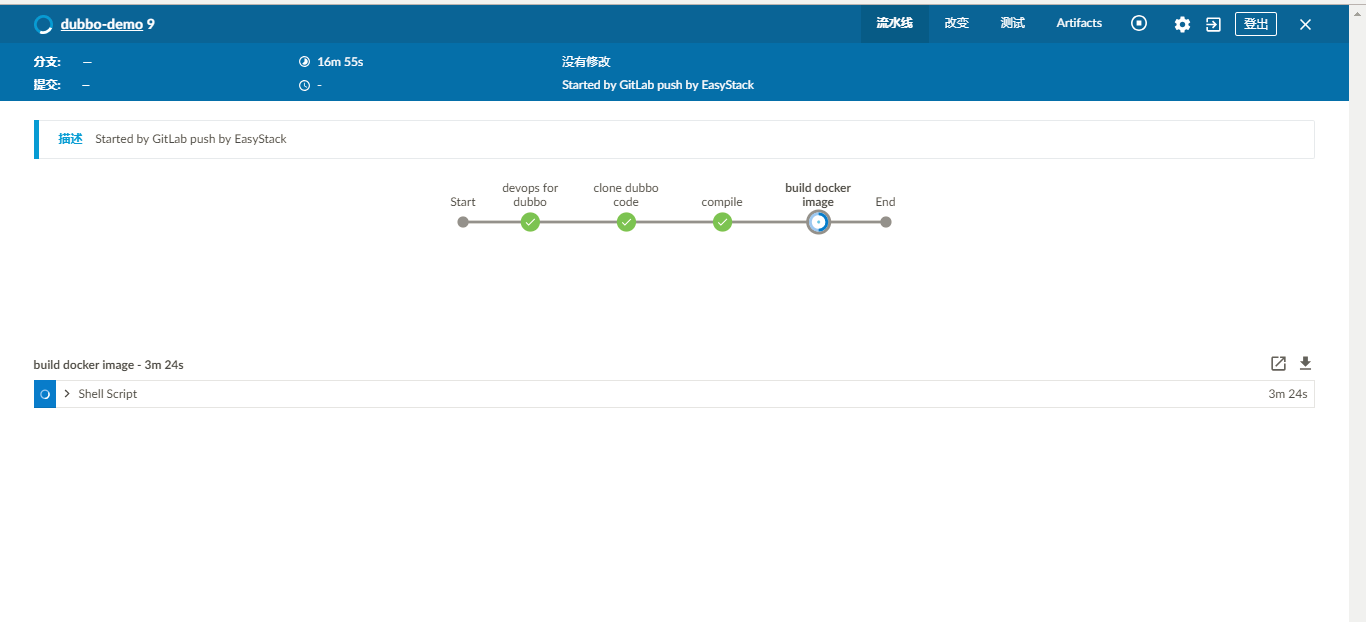 dubbo-demo 9
流水线 改变 测试 Artifacts 登出
分支: — 16m 55s 没有修改
提交: — - Started by GitLab push by EasyStack
描述 Started by GitLab push by EasyStack
Start
devops for dubbo
clone dubbo code
compile
build docker image
End
build docker image - 3m 24s
Shell Script 3m 24s